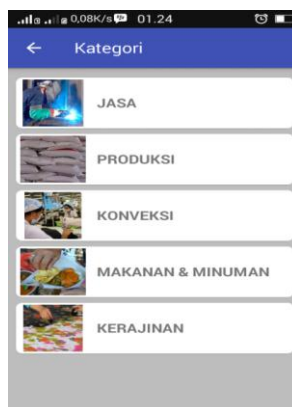 0,08K/s 01.24
Kategori
JASA
PRODUKSI
KONVEKSI
MAKANAN & MINUMAN
KERAJINAN